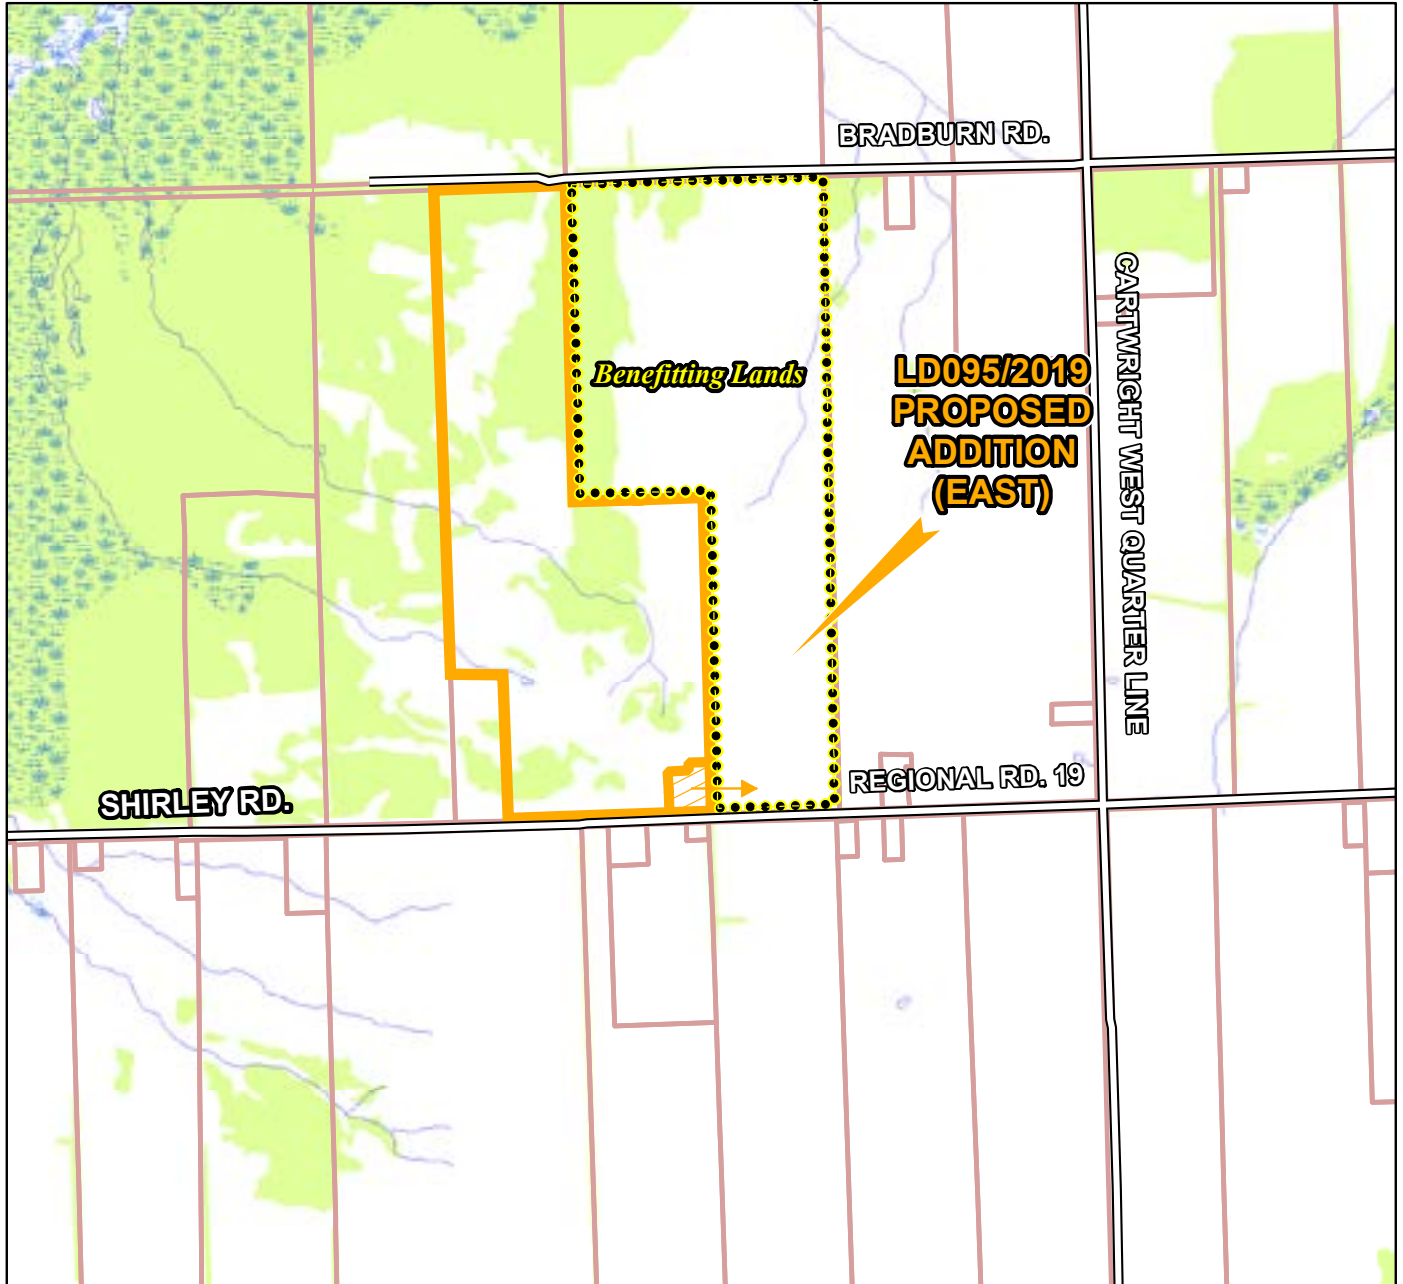 BRADBURN RD.
Benefitting Lands
LD095/2019
PROPOSED
ADDITION
(EAST)
CARTWRIGHT WEST QUARTER LINE
REGIONAL RD. 19
SHIRLEY RD.